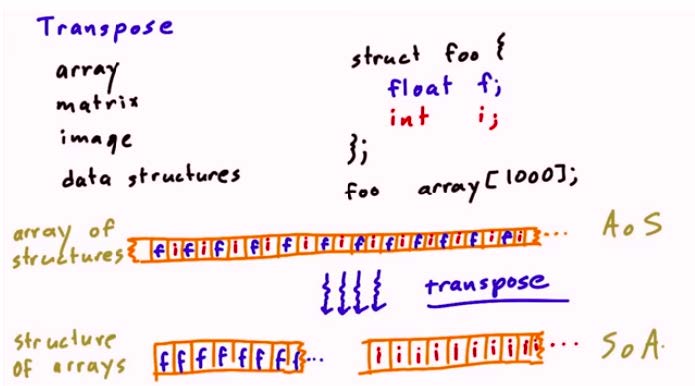 Transpose
array
matrix
image
data structures
struct foo {
float f;
int i;
};
foo array[1000];
array of
structures
f i f i f i f i f i f i f i f i f i f i f i f i ...
AoS
transpose
structure
of arrays
f f f f f f f f ...
i i i i i i i i i i ...
SoA